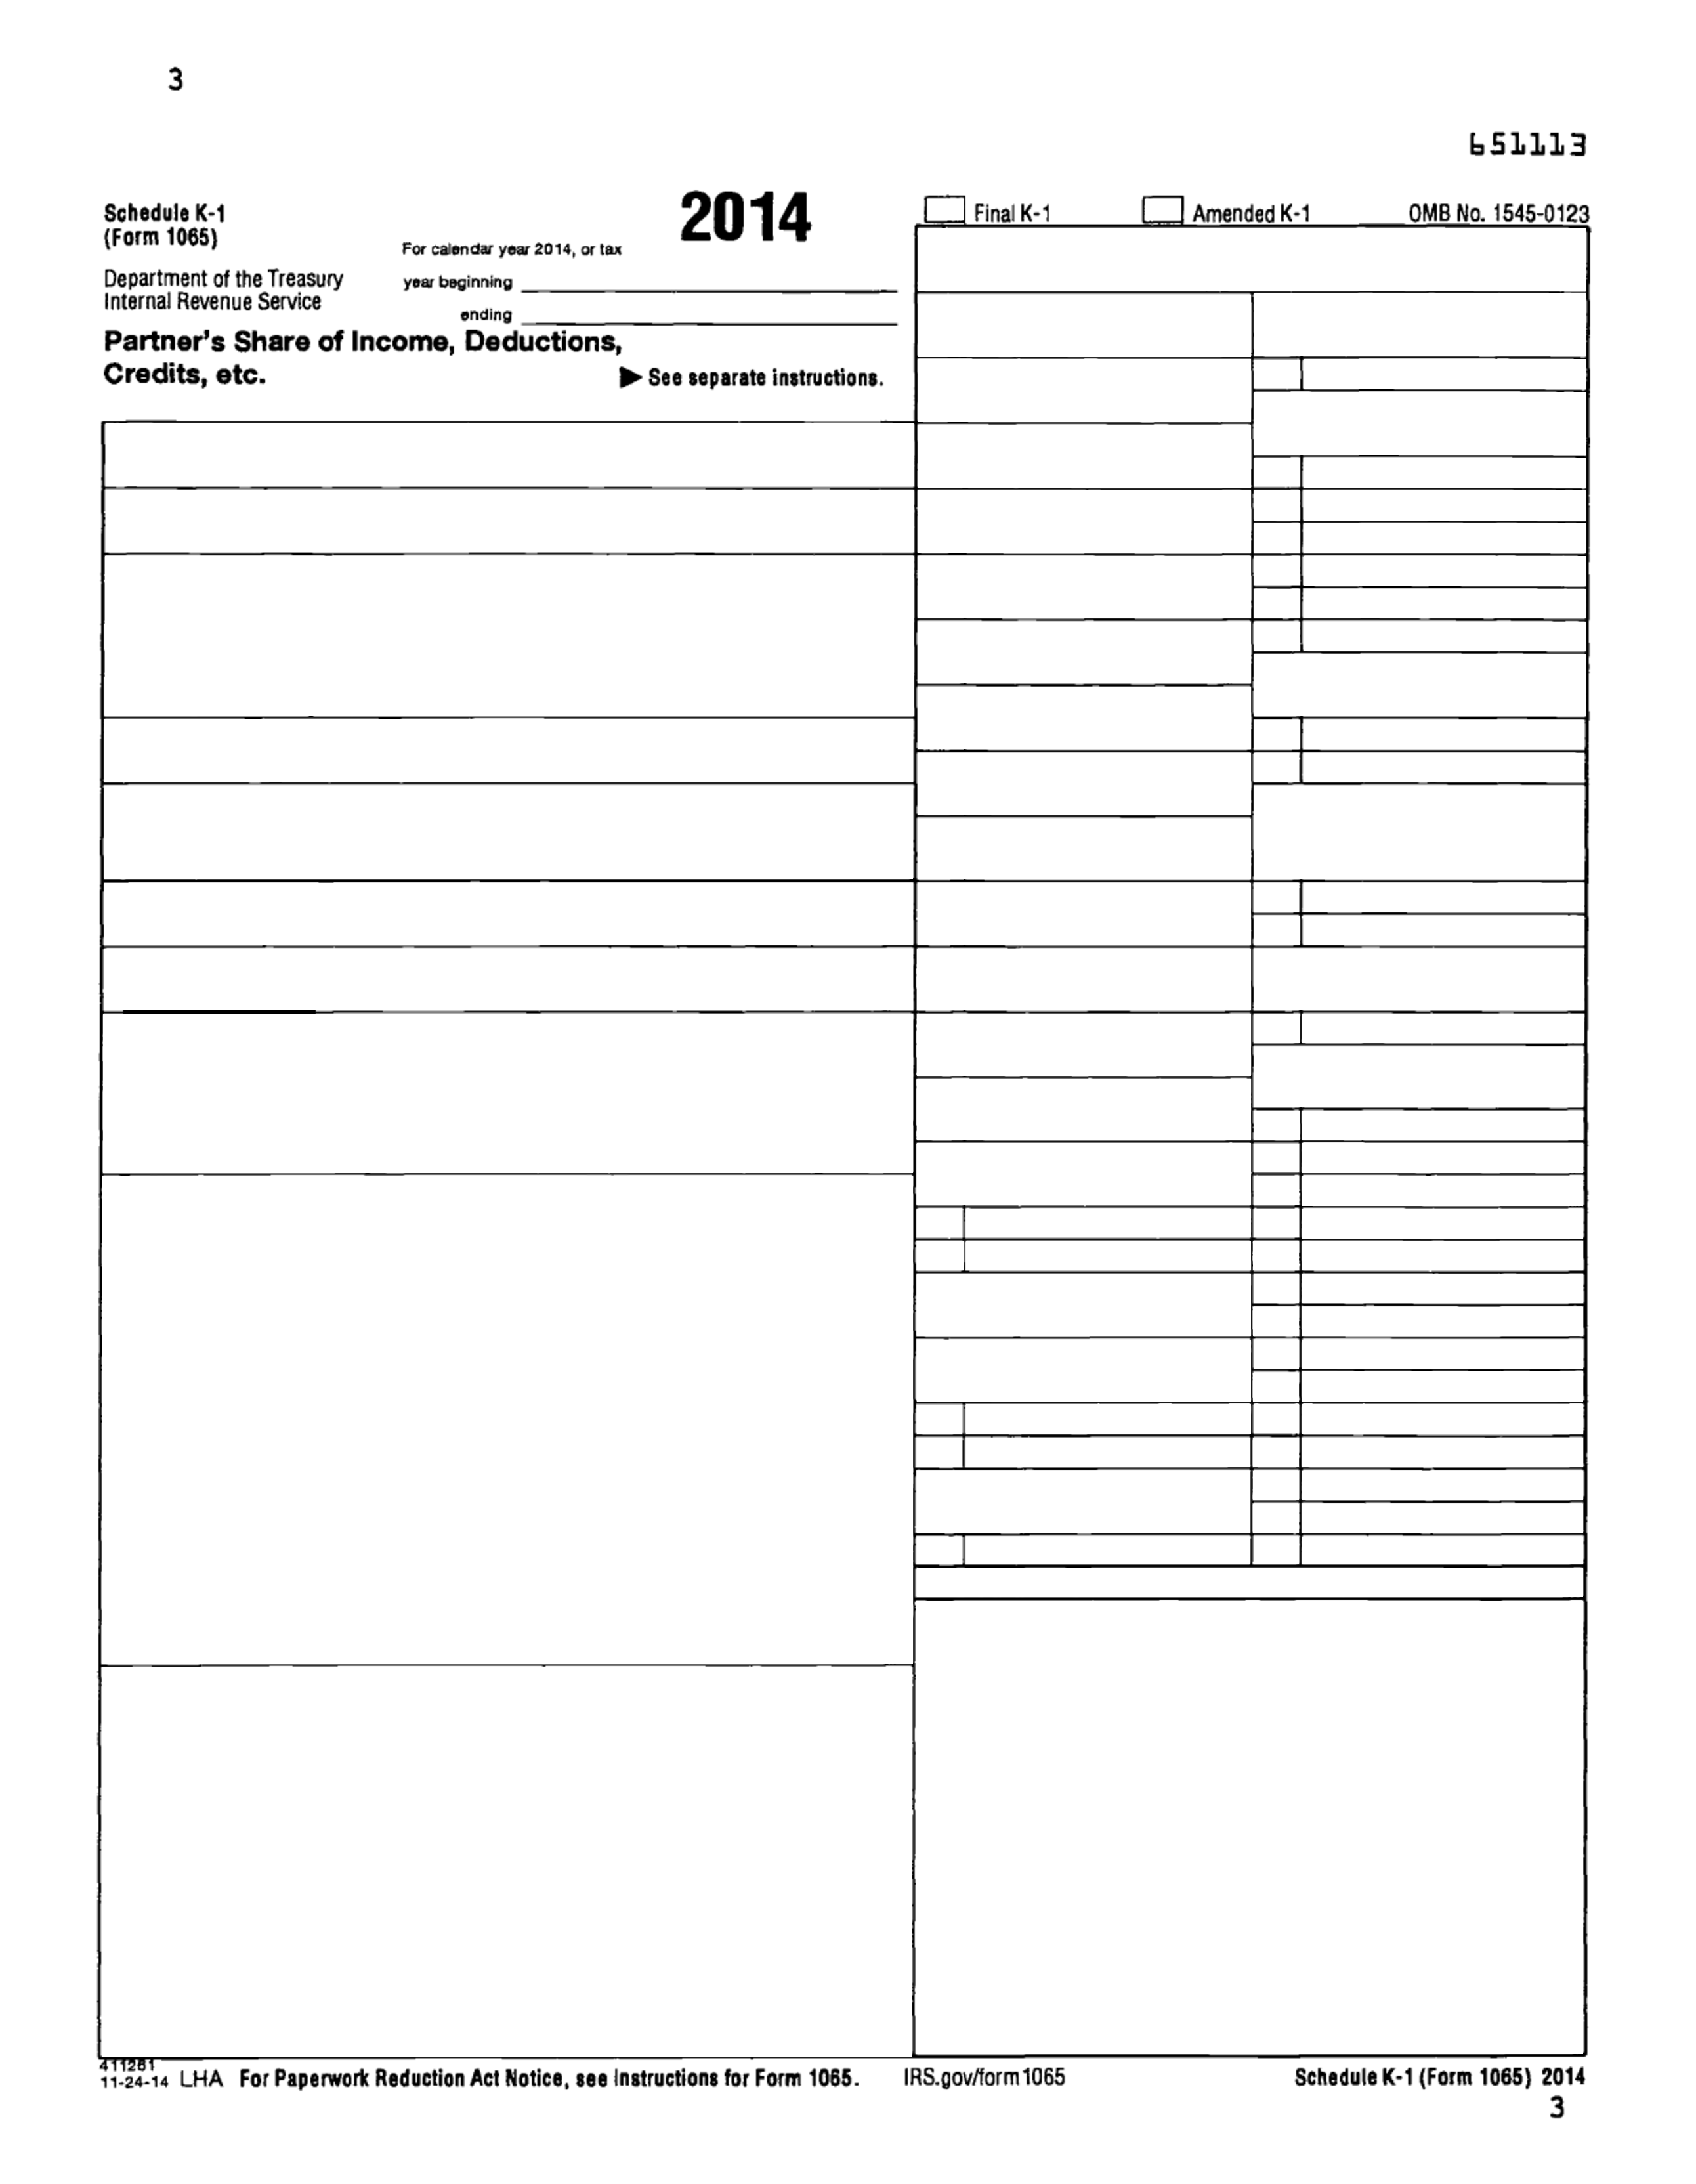 3
651113
Schedule K-1
(Form 1065)
2014
Final K-1
Amended K-1
OMB No. 1545-0123
For calendar year 2014, or tax
Department of the Treasury
year beginning
Internal Revenue Service
ending
Partner's Share of Income, Deductions,
Credits, etc.
▶ See separate instructions.
411261
11-24-14 LHA For Paperwork Reduction Act Notice, see Instructions for Form 1065.
IRS.gov/form1065
Schedule K-1 (Form 1065) 2014
3